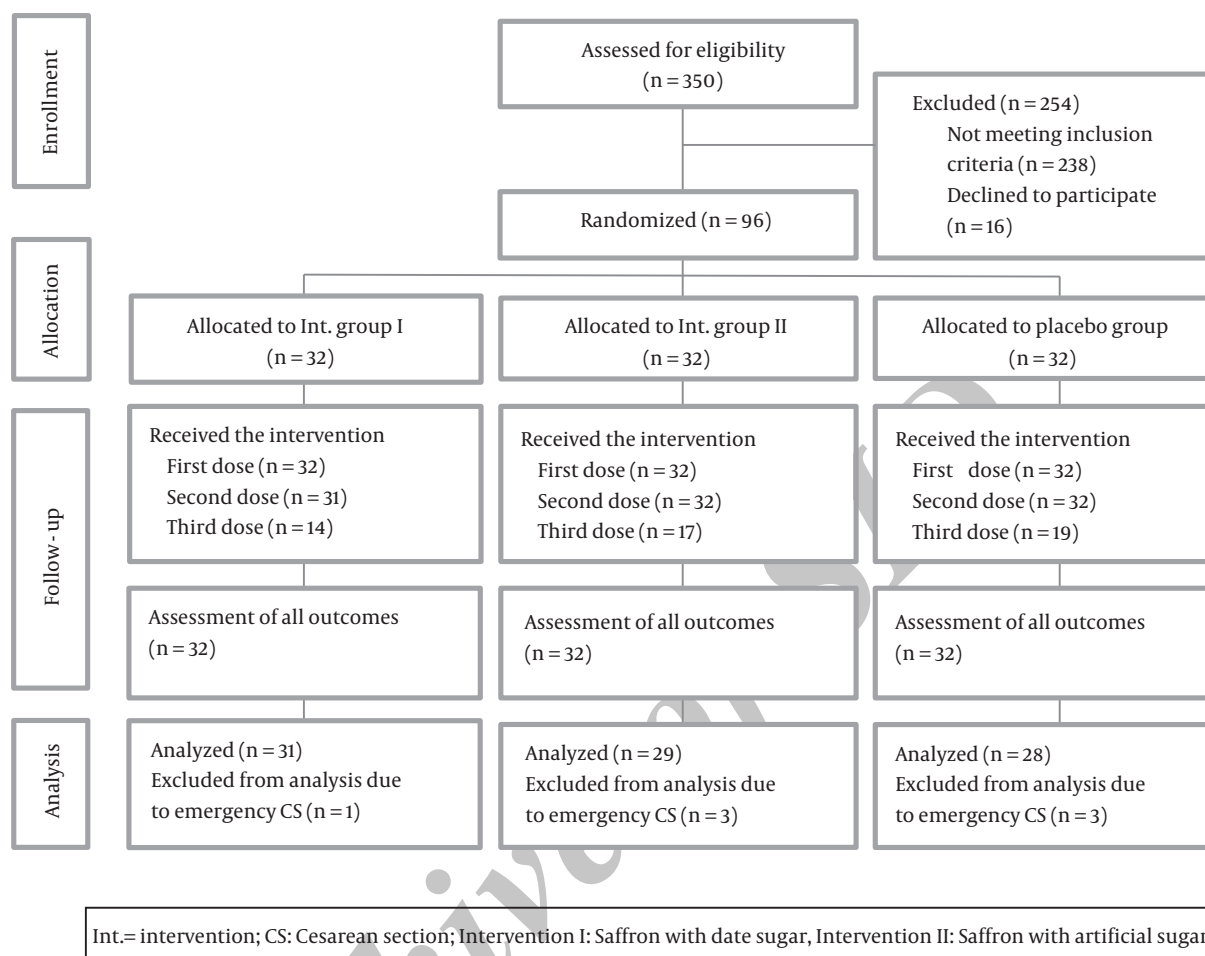 Enrollment
Assessed for eligibility
(n = 350)
Excluded (n = 254)
Not meeting inclusion
criteria (n = 238)
Declined to participate
(n = 16)
Randomized (n = 96)
Allocation
Allocated to Int. group I
(n = 32)
Allocated to Int. group II
(n = 32)
Allocated to placebo group
(n = 32)
Follow - up
Received the intervention
First dose (n = 32)
Second dose (n = 31)
Third dose (n = 14)
Received the intervention
First dose (n = 32)
Second dose (n = 32)
Third dose (n = 17)
Received the intervention
First dose (n = 32)
Second dose (n = 32)
Third dose (n = 19)
Assessment of all outcomes
(n = 32)
Assessment of all outcomes
(n = 32)
Assessment of all outcomes
(n = 32)
Analysis
Analyzed (n = 31)
Excluded from analysis due
to emergency CS (n = 1)
Analyzed (n = 29)
Excluded from analysis due
to emergency CS (n = 3)
Analyzed (n = 28)
Excluded from analysis due
to emergency CS (n = 3)
Int.= intervention; CS: Cesarean section; Intervention I: Saffron with date sugar, Intervention II: Saffron with artificial sugar